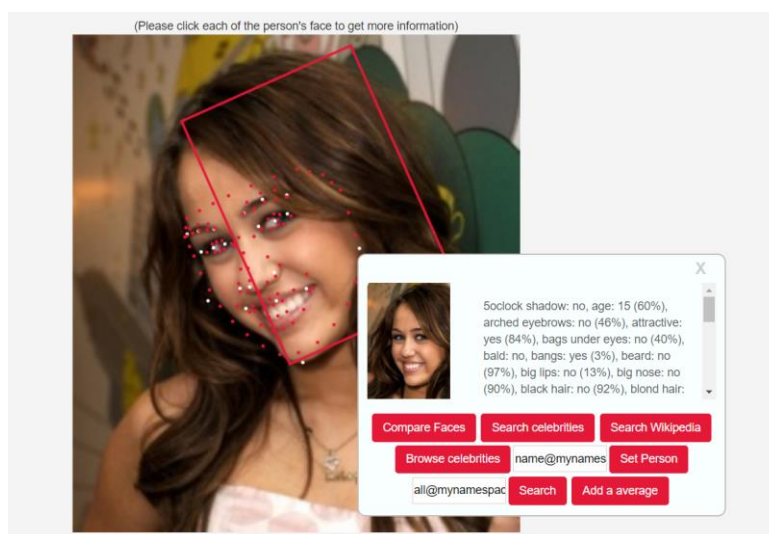 (Please click each of the person's face to get more information)
X
5oclock shadow: no, age: 15 (60%),
arched eyebrows: no (46%), attractive:
yes (84%), bags under eyes: no (40%),
bald: no, bangs: yes (3%), beard: no
(97%), big lips: no (13%), big nose: no
(90%), black hair: no (92%), blond hair:
Compare Faces Search celebrities Search Wikipedia
Browse celebrities name@mynames Set Person
all@mynamespac Search Add a average